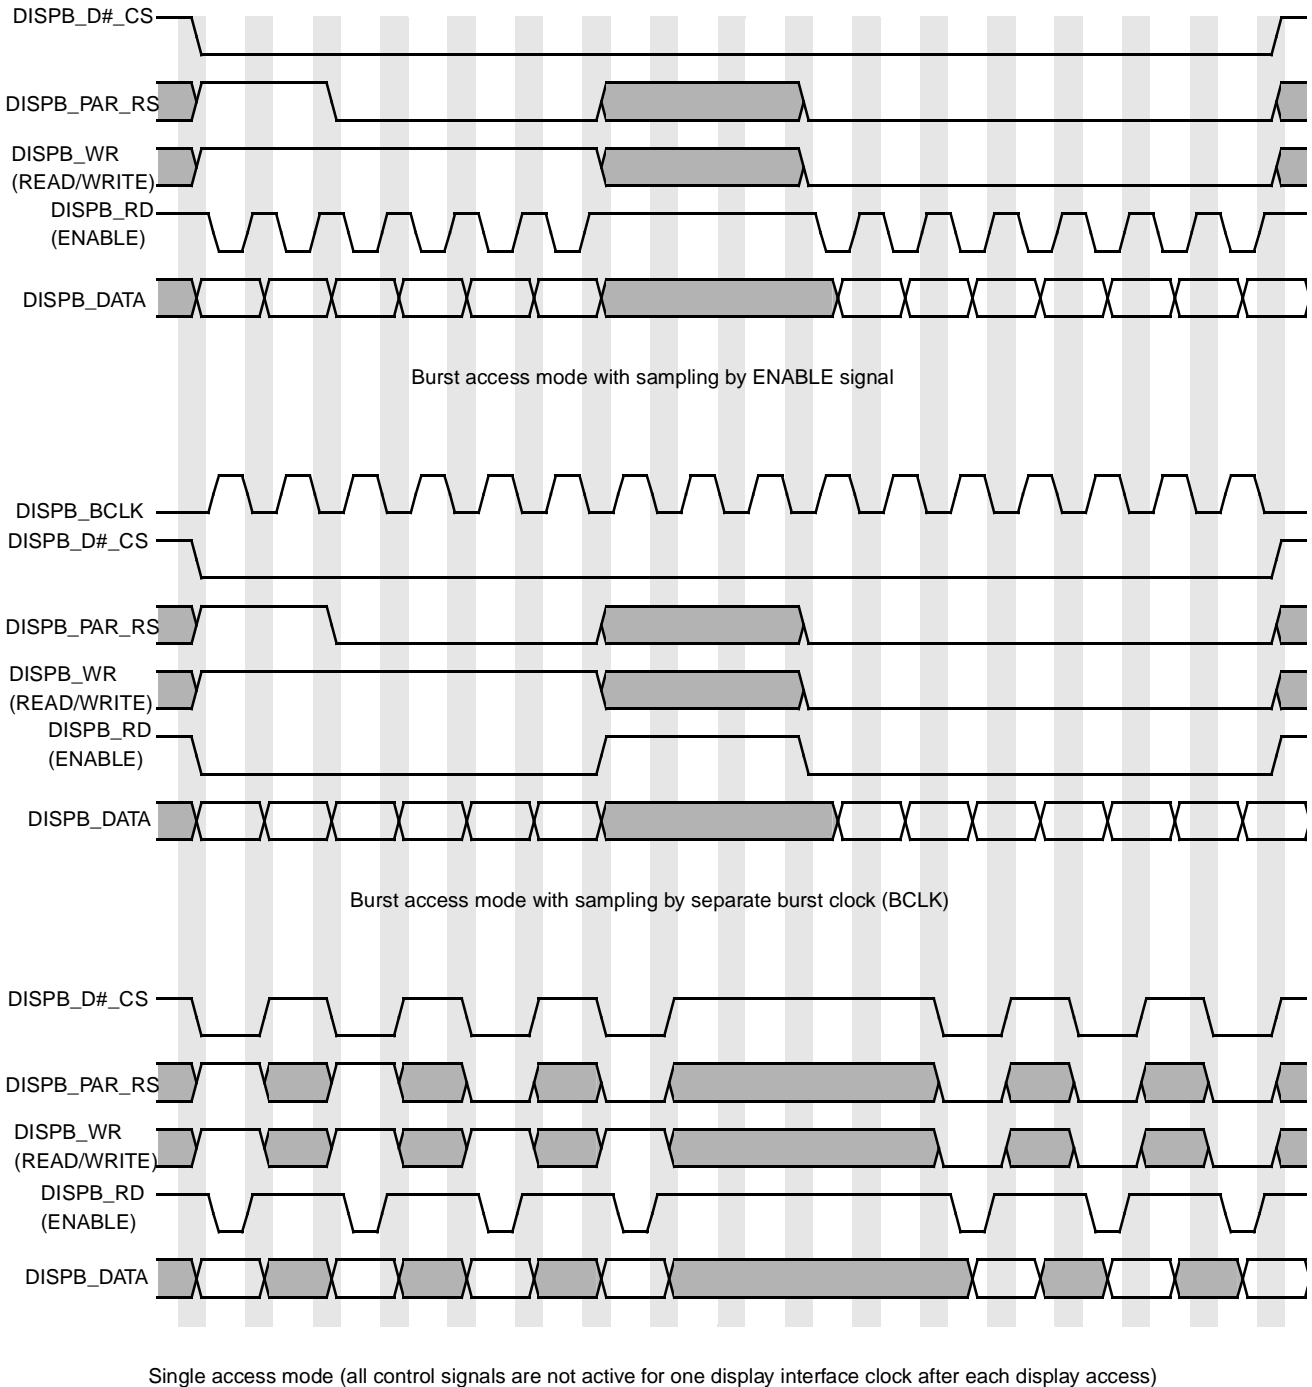 DISPB_D#_CS
DISPB_PAR_RS
DISPB_WR
(READ/WRITE)
DISPB_RD
(ENABLE)
DISPB_DATA
Burst access mode with sampling by ENABLE signal
DISPB_BCLK
DISPB_D#_CS
DISPB_PAR_RS
DISPB_WR
(READ/WRITE)
DISPB_RD
(ENABLE)
DISPB_DATA
Burst access mode with sampling by separate burst clock (BCLK)
DISPB_D#_CS
DISPB_PAR_RS
DISPB_WR
(READ/WRITE)
DISPB_RD
(ENABLE)
DISPB_DATA
Single access mode (all control signals are not active for one display interface clock after each display access)